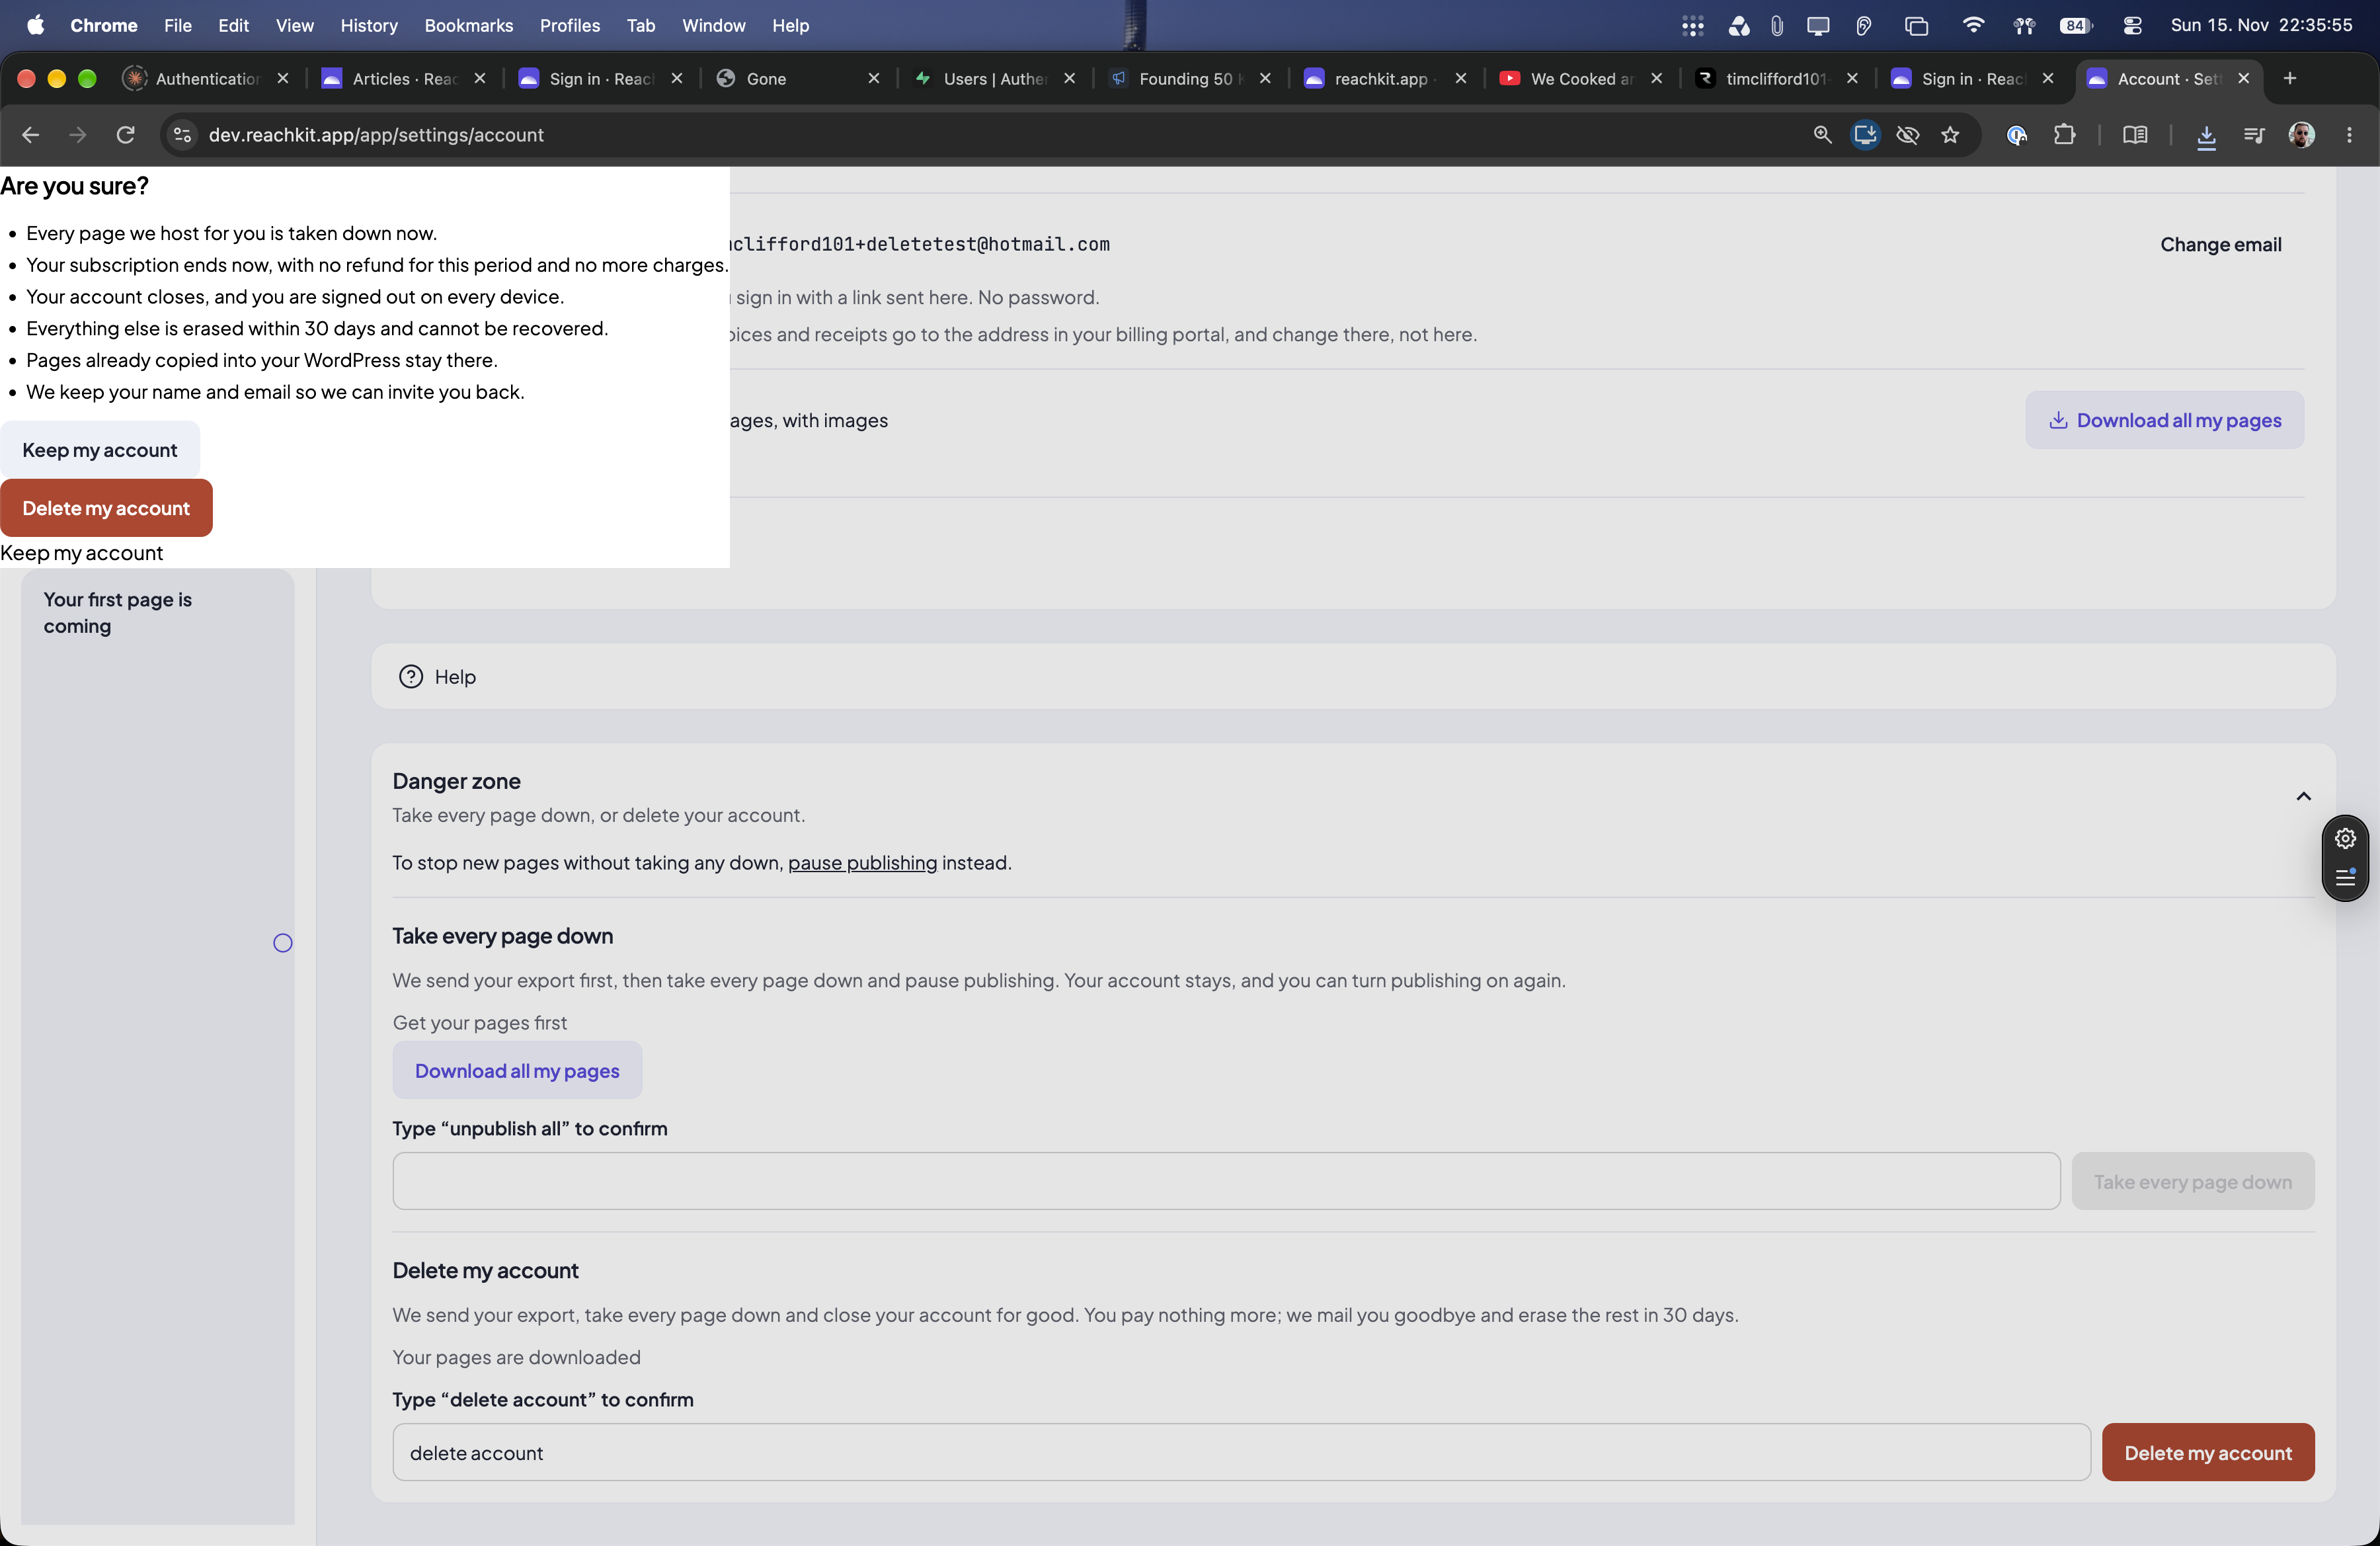 Chrome File Edit View History Bookmarks Profiles Tab Window Help 84 Sun 15. Nov 22:35:55
Authentication Articles · Reac Sign in · Reach Gone Users | Authe Founding 50 reachkit.app We Cooked timclifford101 Sign in · Reac Account · Sett
dev.reachkit.app/app/settings/account
Are you sure?
• Every page we host for you is taken down now.
• Your subscription ends now, with no refund for this period and no more charges.
• Your account closes, and you are signed out on every device.
• Everything else is erased within 30 days and cannot be recovered.
• Pages already copied into your WordPress stay there.
• We keep your name and email so we can invite you back.
Keep my account
Delete my account
Keep my account
clifford101+deletetest@hotmail.com
Change email
sign in with a link sent here. No password.
ices and receipts go to the address in your billing portal, and change there, not here.
ages, with images
Download all my pages
Your first page is
coming
Help
Danger zone
Take every page down, or delete your account.
To stop new pages without taking any down, pause publishing instead.
Take every page down
We send your export first, then take every page down and pause publishing. Your account stays, and you can turn publishing on again.
Get your pages first
Download all my pages
Type “unpublish all” to confirm
Take every page down
Delete my account
We send your export, take every page down and close your account for good. You pay nothing more; we mail you goodbye and erase the rest in 30 days.
Your pages are downloaded
Type “delete account” to confirm
delete account
Delete my account